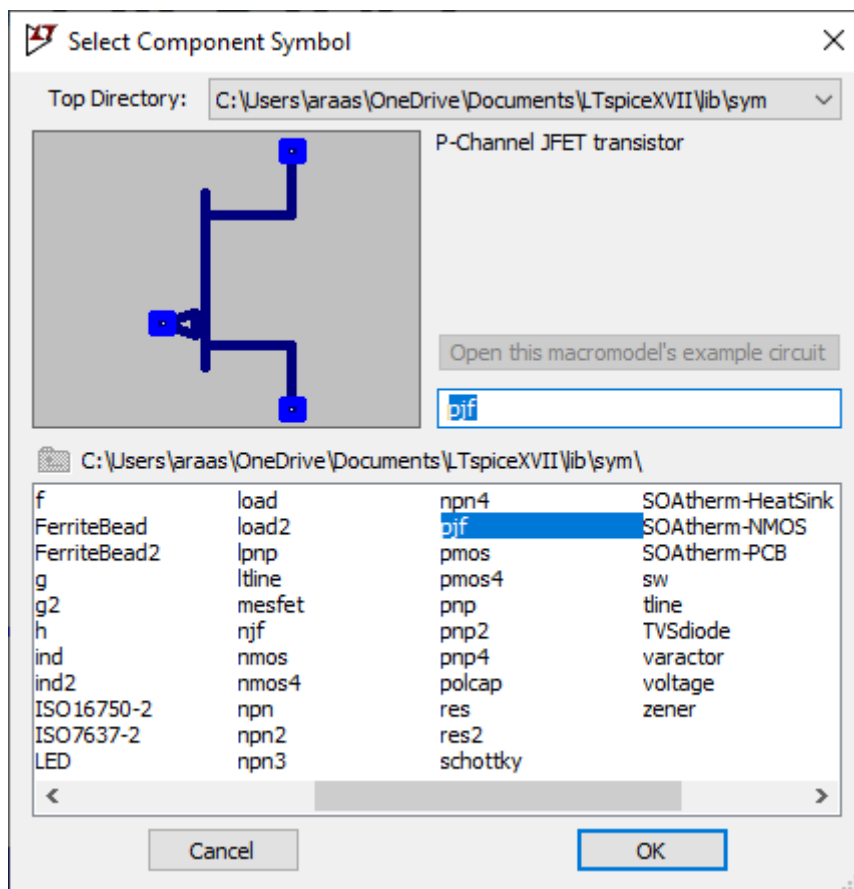 Select Component Symbol
Top Directory:
C:\Users\araas\OneDrive\Documents\LTspiceXVII\lib\sym
P-Channel JFET transistor
Open this macromodel's example circuit
pjf
C:\Users\araas\OneDrive\Documents\LTspiceXVII\lib\sym\
f
FerriteBead
FerriteBead2
g
g2
h
ind
ind2
ISO16750-2
ISO7637-2
LED
load
load2
lpnp
ltline
mesfet
njf
nmos
nmos4
npn
npn2
npn3
npn4
pjf
pmos
pmos4
pnp
pnp2
pnp4
polcap
res
res2
schottky
SOAtherm-HeatSink
SOAtherm-NMOS
SOAtherm-PCB
sw
tline
TVSdiode
varactor
voltage
zener
Cancel
OK